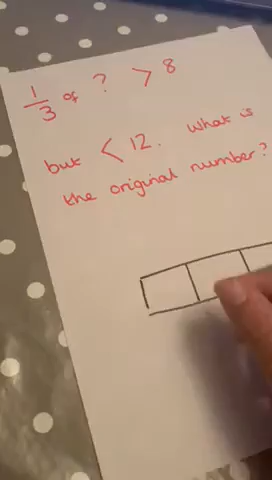 1/3 of ? > 8
but < 12. What is
the original number?